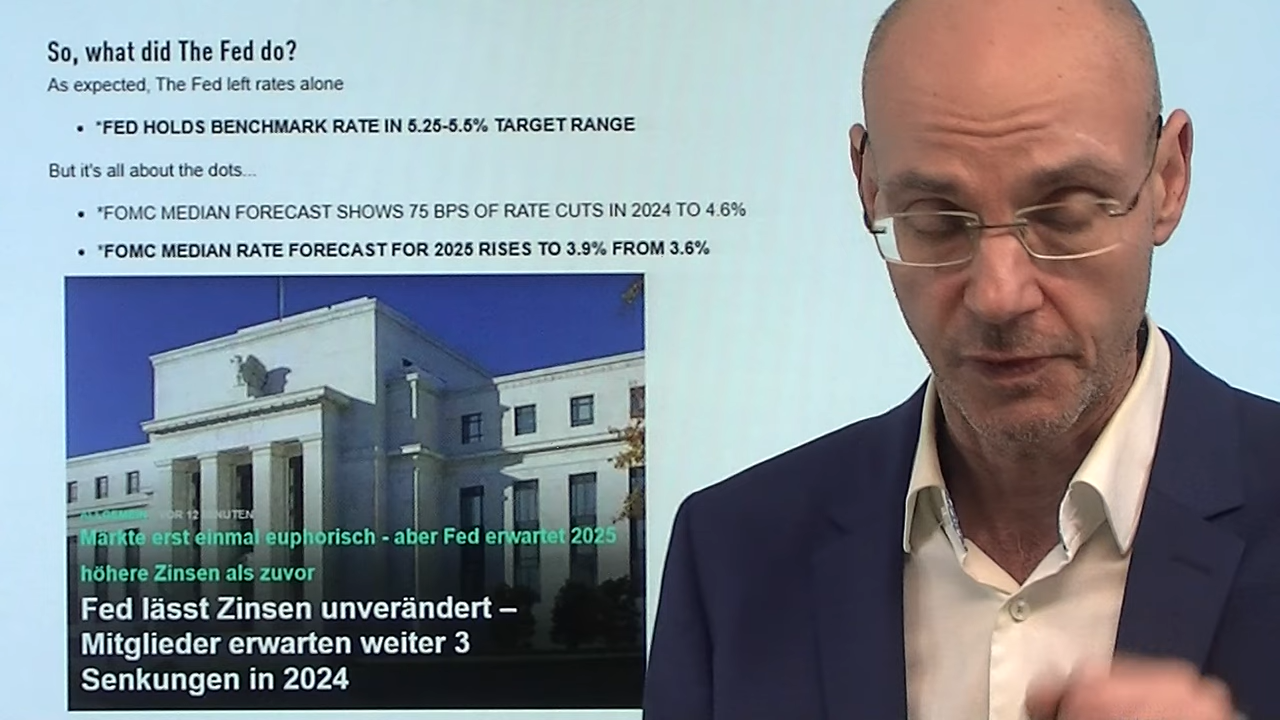 So, what did The Fed do?
As expected, The Fed left rates alone
• *FED HOLDS BENCHMARK RATE IN 5.25-5.5% TARGET RANGE
But it's all about the dots...
• *FOMC MEDIAN FORECAST SHOWS 75 BPS OF RATE CUTS IN 2024 TO 4.6%
• *FOMC MEDIAN RATE FORECAST FOR 2025 RISES TO 3.9% FROM 3.6%
ALLGEMEIN VOR 12 MINUTEN
Märkte erst einmal euphorisch - aber Fed erwartet 2025
höhere Zinsen als zuvor
Fed lässt Zinsen unverändert –
Mitglieder erwarten weiter 3
Senkungen in 2024